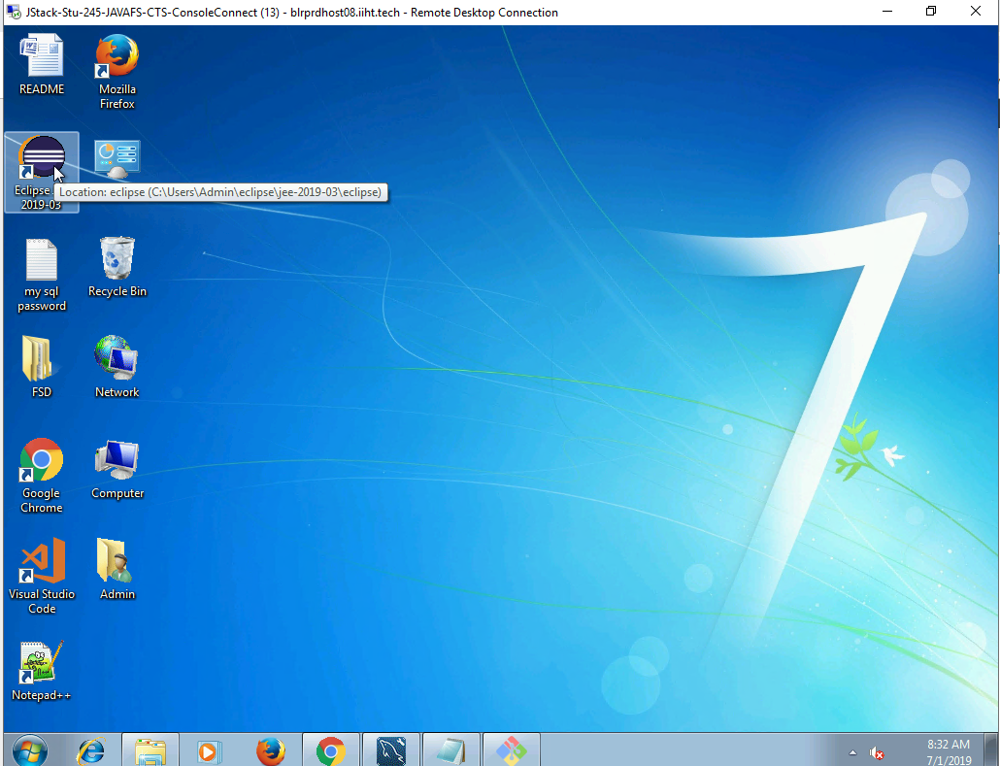 JStack-Stu-245-JAVAFS-CTS-ConsoleConnect (13) - blrprdhost08.iiht.tech - Remote Desktop Connection
README
Mozilla
Firefox
Eclipse
2019-03
Location: eclipse (C:\Users\Admin\eclipse\jee-2019-03\eclipse)
my sql
password
Recycle Bin
FSD
Network
Google
Chrome
Computer
Visual Studio
Code
Admin
Notepad++
8:32 AM
7/1/2019